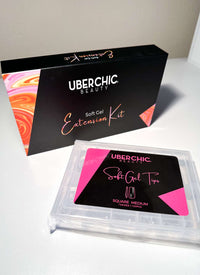 UBERCHIC
BEAUTY
Soft Gel
Extension Kit
UBERCHIC
BEAUTY
Soft Gel Tips
SQUARE MEDIUM